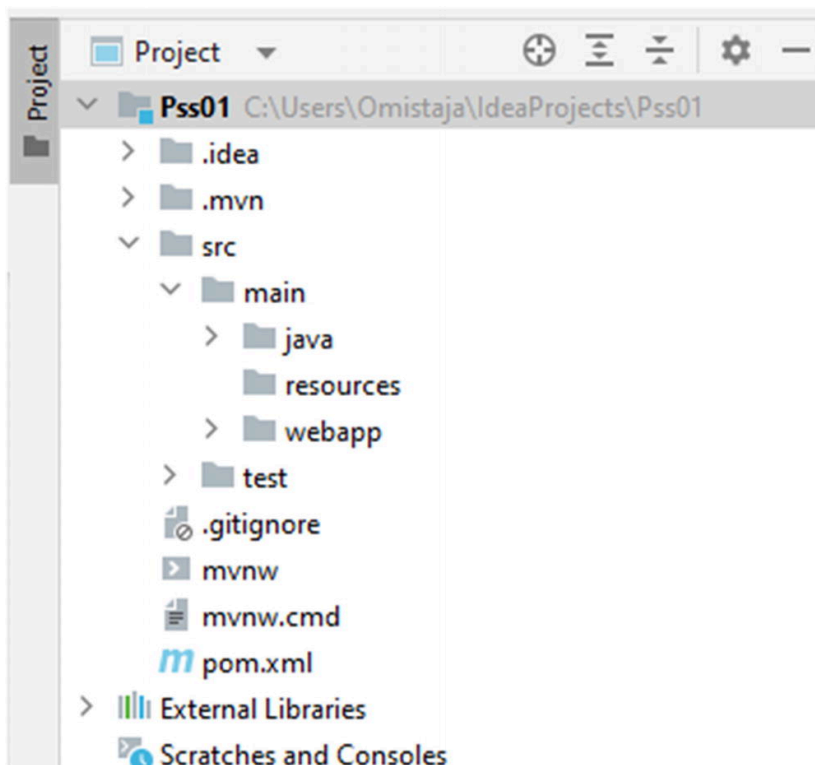 Project
Project
Pss01 C:\Users\Omistaja\IdeaProjects\Pss01
.idea
.mvn
src
main
java
resources
webapp
test
.gitignore
mvnw
mvnw.cmd
pom.xml
External Libraries
Scratches and Consoles